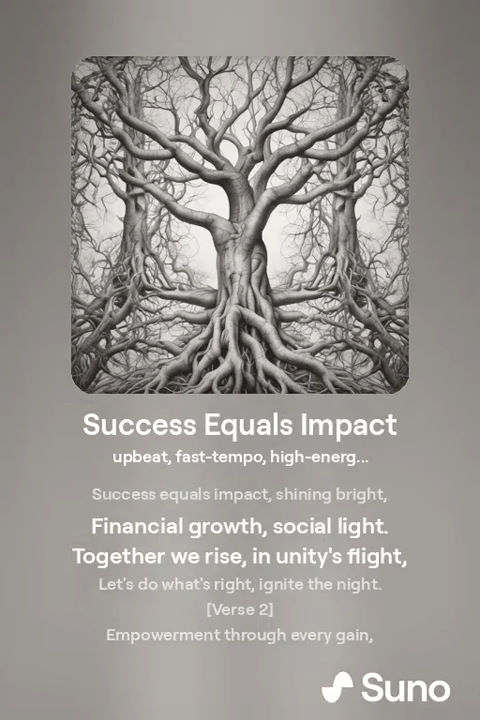 Success Equals Impact
upbeat, fast-tempo, high-energ...
Success equals impact, shining bright,
Financial growth, social light.
Together we rise, in unity's flight,
Let's do what's right, ignite the night.
[Verse 2]
Empowerment through every gain,
Suno